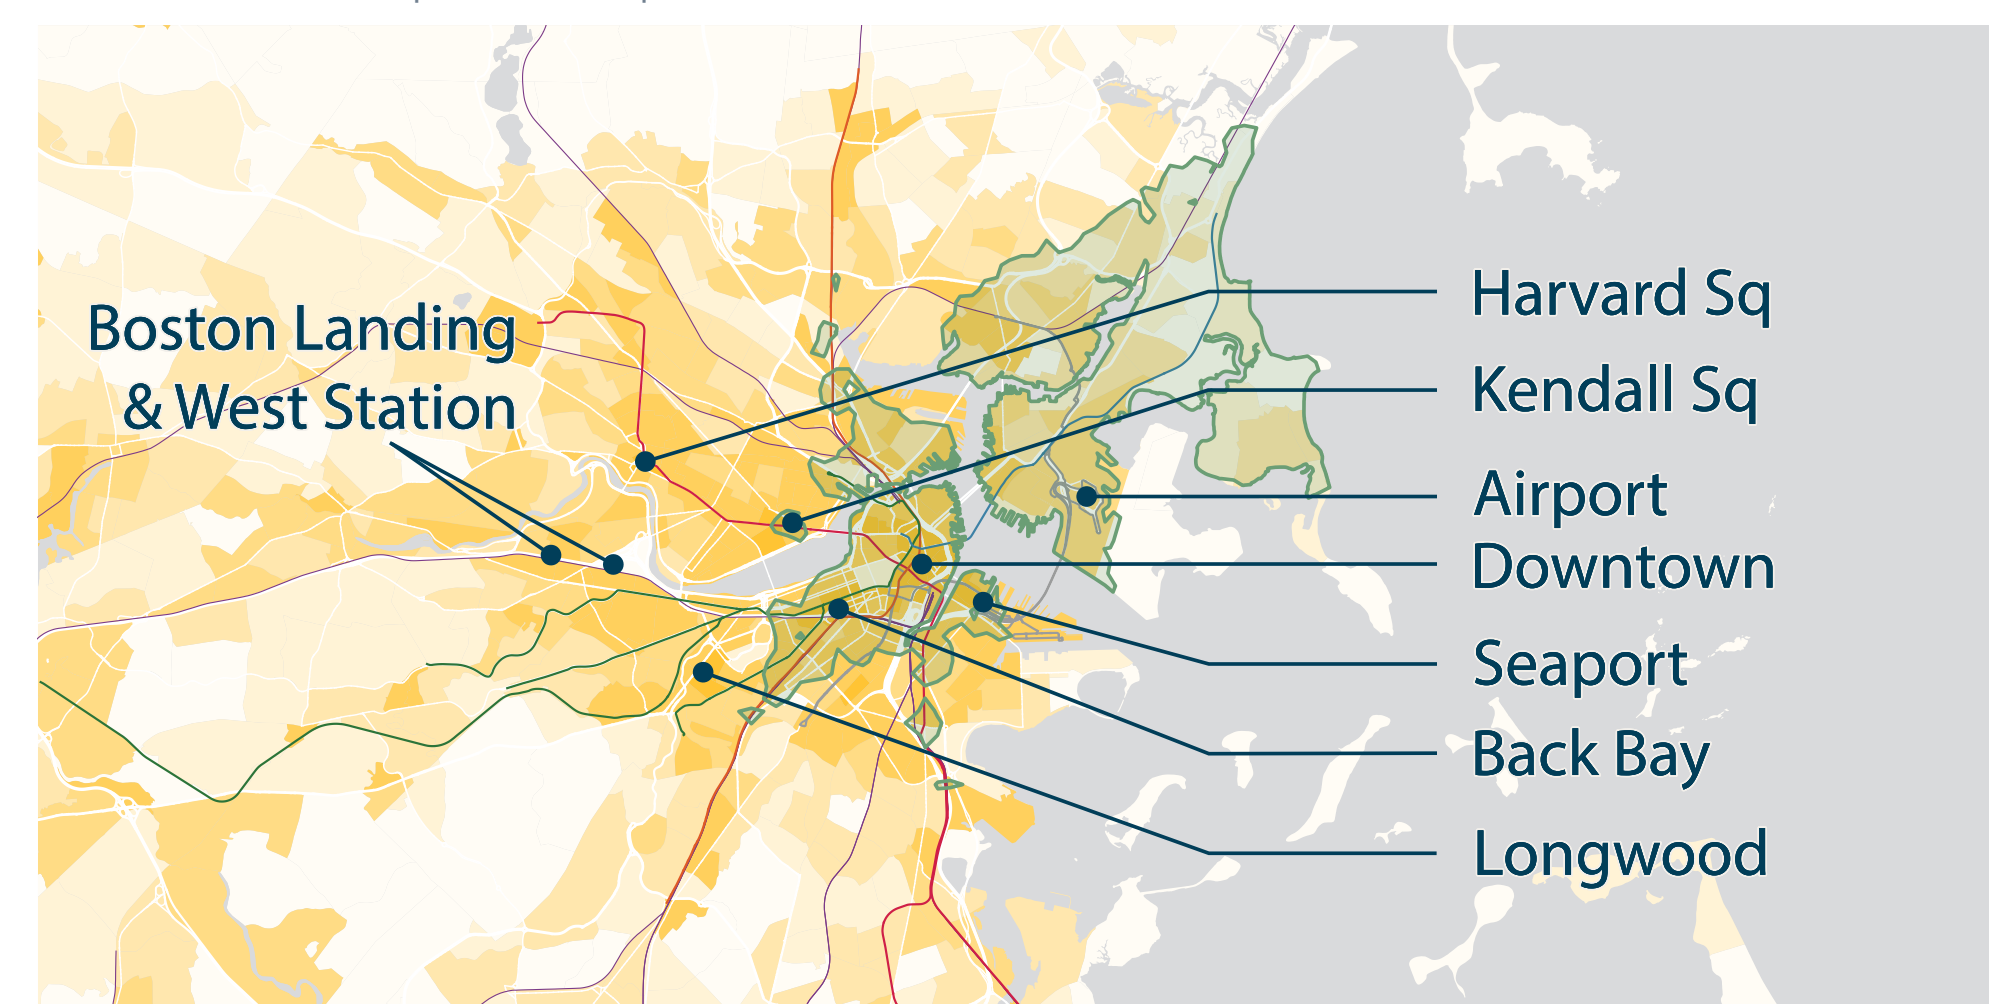 Boston Landing
& West Station
Harvard Sq
Kendall Sq
Airport
Downtown
Seaport
Back Bay
Longwood